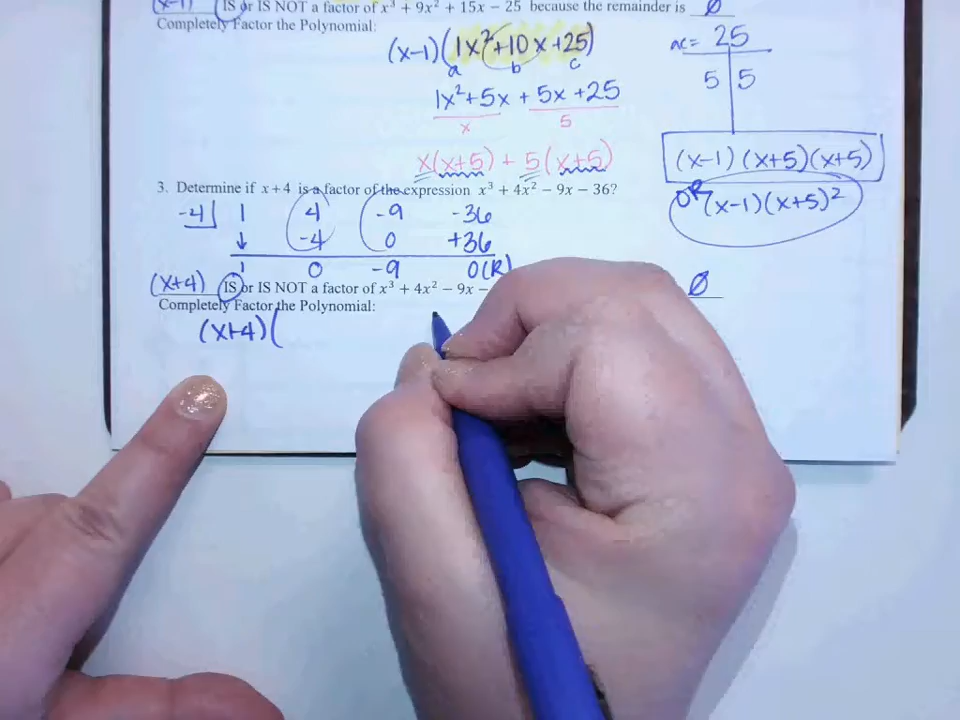 (x-1) IS or IS NOT a factor of x³ + 9x² + 15x − 25 because the remainder is 0
Completely Factor the Polynomial:
(x-1)(1x²+10x+25)
a b c
1x²+5x + 5x+25
x 5
x(x+5) + 5(x+5)
ac= 25
5 5
(x-1)(x+5)(x+5)
OR (x-1)(x+5)²
3. Determine if x + 4 is a factor of the expression x³ + 4x² − 9x − 36?
-4 1 4 -9 -36
↓ -4 0 +36
1 0 -9 0(R)
(x+4) IS or IS NOT a factor of x³ + 4x² − 9x − 0
Completely Factor the Polynomial:
(x+4)(